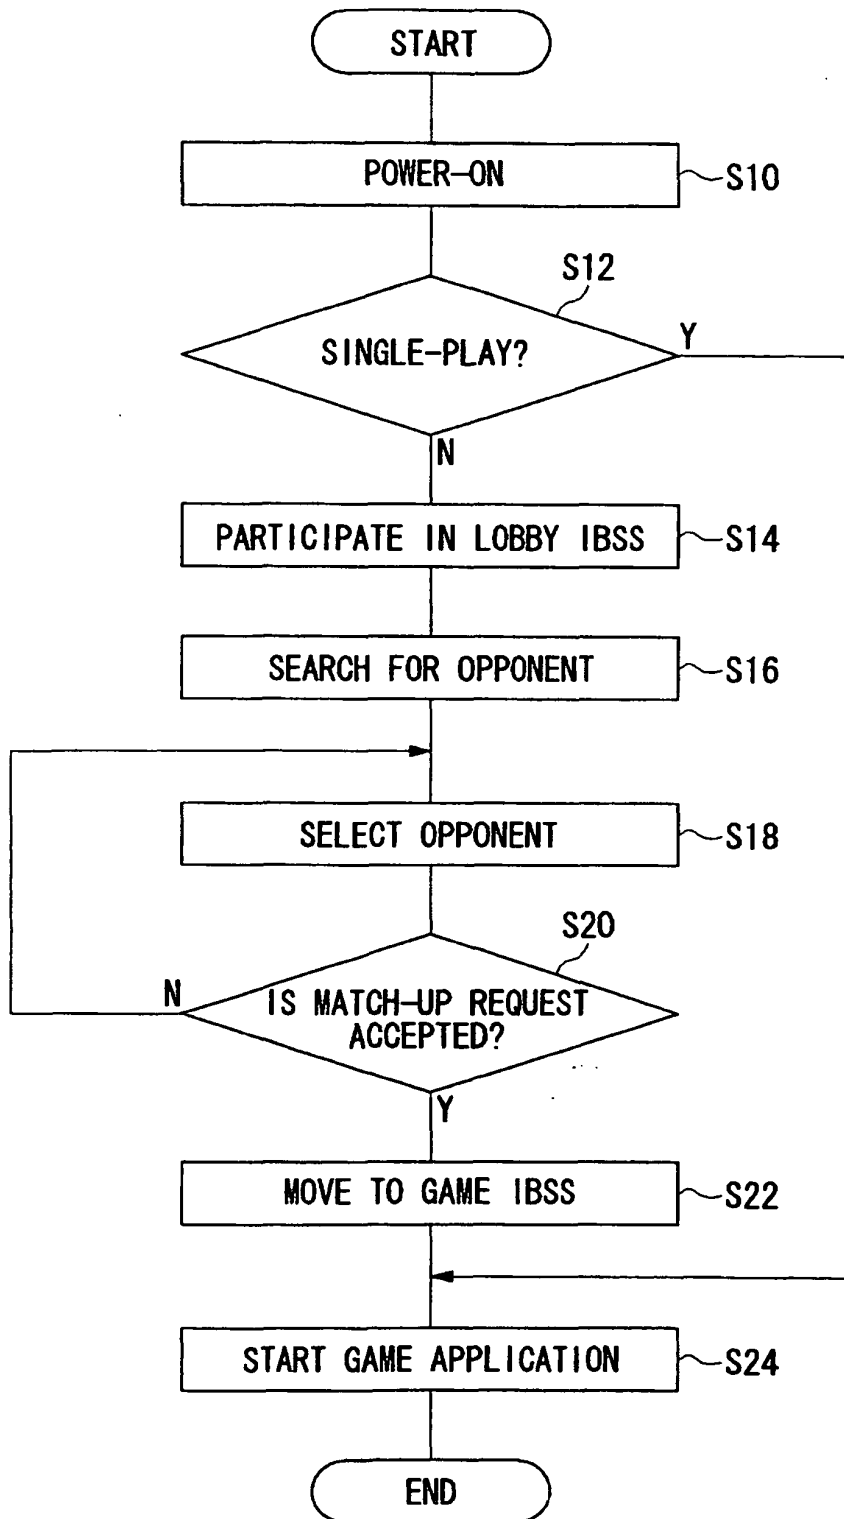 START
POWER-ON
S10
S12
SINGLE-PLAY?
Y
N
PARTICIPATE IN LOBBY IBSS
S14
SEARCH FOR OPPONENT
S16
SELECT OPPONENT
S18
S20
N
IS MATCH-UP REQUEST
ACCEPTED?
Y
MOVE TO GAME IBSS
S22
START GAME APPLICATION
S24
END